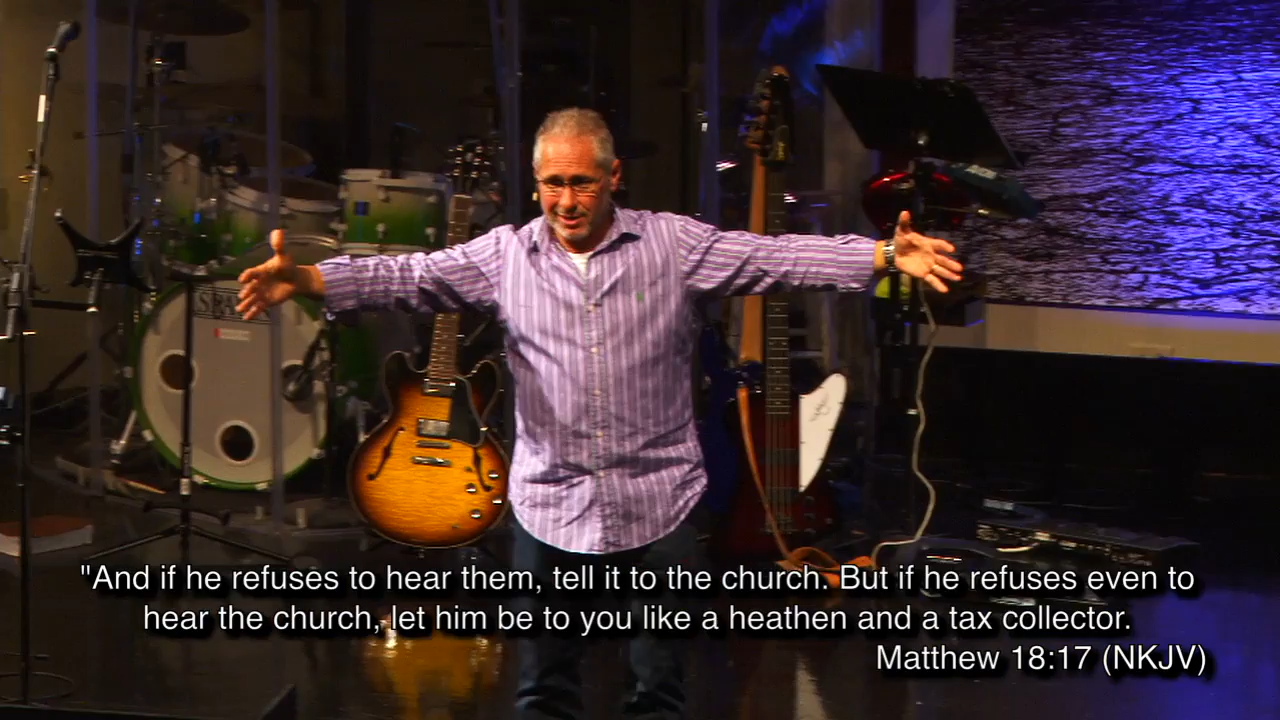 "And if he refuses to hear them, tell it to the church. But if he refuses even to
hear the church, let him be to you like a heathen and a tax collector.
Matthew 18:17 (NKJV)